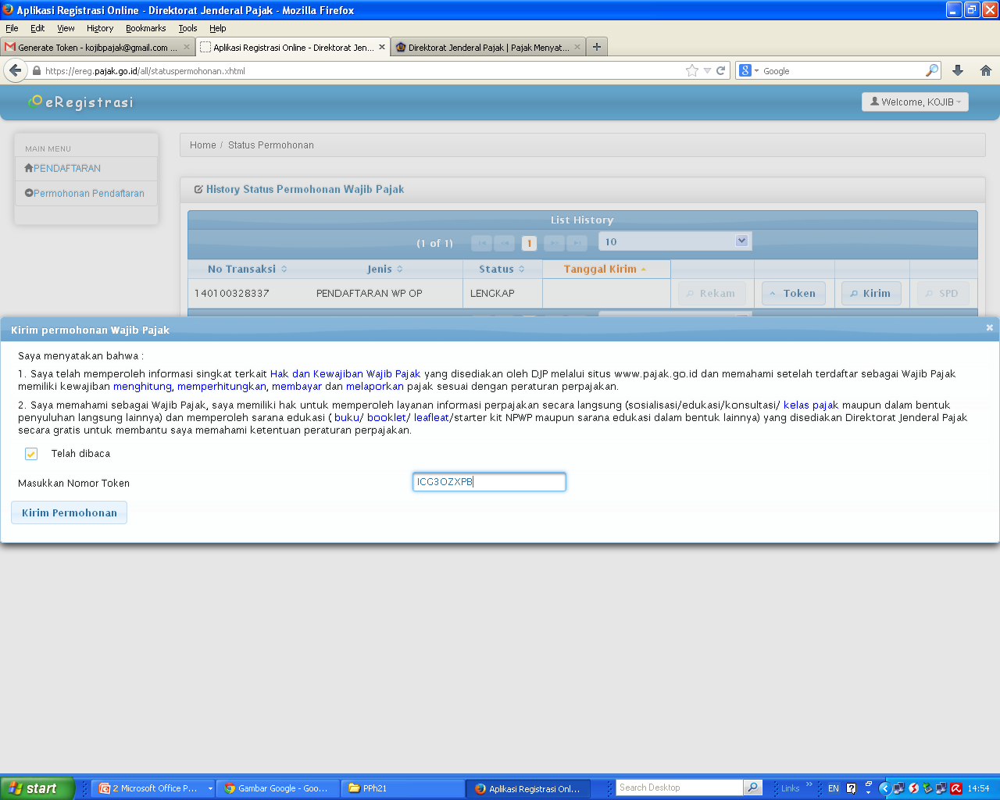 Aplikasi Registrasi Online - Direktorat Jenderal Pajak - Mozilla Firefox
File Edit View History Bookmarks Tools Help
Generate Token - kojibpajak@gmail.com ...
Aplikasi Registrasi Online - Direktorat Jen...
Direktorat Jenderal Pajak | Pajak Menyat...
https://ereg.pajak.go.id/all/statuspermohonan.xhtml
Google
eRegistrasi
Welcome, KOJIB
MAIN MENU
PENDAFTARAN
Permohonan Pendaftaran
Home / Status Permohonan
History Status Permohonan Wajib Pajak
List History
(1 of 1) 1 10
No Transaksi Jenis Status Tanggal Kirim
140100328337 PENDAFTARAN WP OP LENGKAP Rekam Token Kirim SPD
Kirim permohonan Wajib Pajak
Saya menyatakan bahwa :
1. Saya telah memperoleh informasi singkat terkait Hak dan Kewajiban Wajib Pajak yang disediakan oleh DJP melalui situs www.pajak.go.id dan memahami setelah terdaftar sebagai Wajib Pajak
memiliki kewajiban menghitung, memperhitungkan, membayar dan melaporkan pajak sesuai dengan peraturan perpajakan.
2. Saya memahami sebagai Wajib Pajak, saya memiliki hak untuk memperoleh layanan informasi perpajakan secara langsung (sosialisasi/edukasi/konsultasi/ kelas pajak maupun dalam bentuk
penyuluhan langsung lainnya) dan memperoleh sarana edukasi ( buku/ booklet/ leafleat/starter kit NPWP maupun sarana edukasi dalam bentuk lainnya) yang disediakan Direktorat Jenderal Pajak
secara gratis untuk membantu saya memahami ketentuan peraturan perpajakan.
Telah dibaca
Masukkan Nomor Token ICG3OZXPB
Kirim Permohonan
start
2 Microsoft Office P...
Gambar Google - Goo...
PPh21
Aplikasi Registrasi Onl...
Search Desktop
Links
EN
14:54